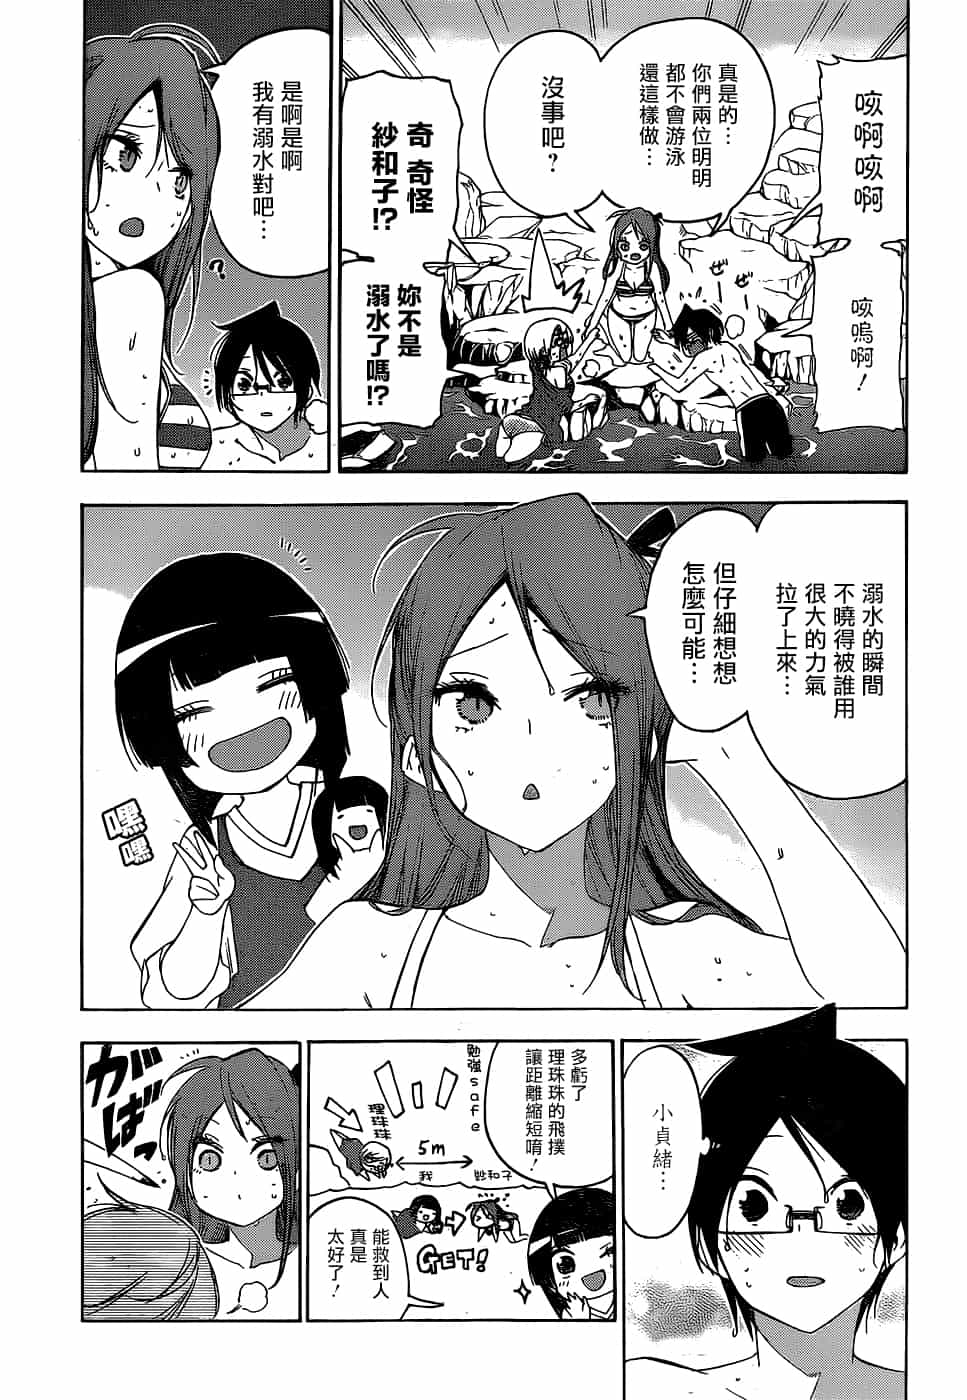 咳啊咳啊
咳嗚啊！
真是的…
你們兩位明明
都不會游泳
還這樣做…
沒事吧？
ぜぇ
ぜぇ
奇 奇怪
紗和子!?
妳不是
溺水了嗎!?
是啊是啊
我有溺水對吧…
?
溺水的瞬間
不曉得被誰用
很大的力氣
拉了上來…
但仔細想想
怎麼可能…
嘿
嘿
小貞緒…
多虧了
理珠珠的飛撲
讓距離縮短唷！
勉強safe
理珠珠
5m
我
紗和子
GET!
能救到人
真是
太好了！
がばっ